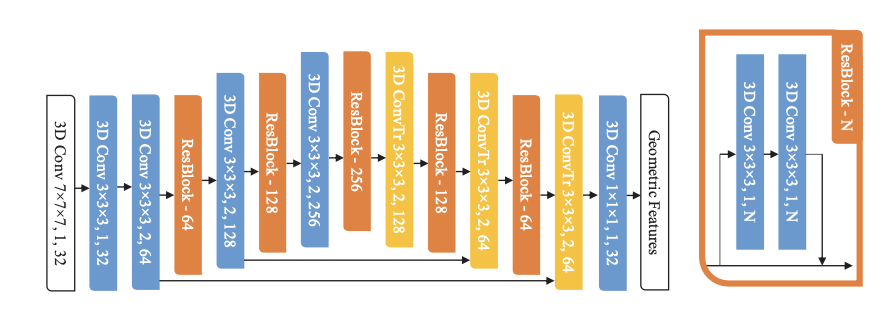 3D Conv 7×7×7, 1, 32
3D Conv 3×3×3, 1, 32
3D Conv 3×3×3, 2, 64
ResBlock - 64
3D Conv 3×3×3, 2, 128
ResBlock - 128
3D Conv 3×3×3, 2, 256
ResBlock - 256
3D ConvTr 3×3×3, 2, 128
ResBlock - 128
3D ConvTr 3×3×3, 2, 64
ResBlock - 64
3D ConvTr 3×3×3, 2, 64
3D Conv 1×1×1, 1, 32
Geometric Features
3D Conv 3×3×3, 1, N
3D Conv 3×3×3, 1, N
ResBlock - N